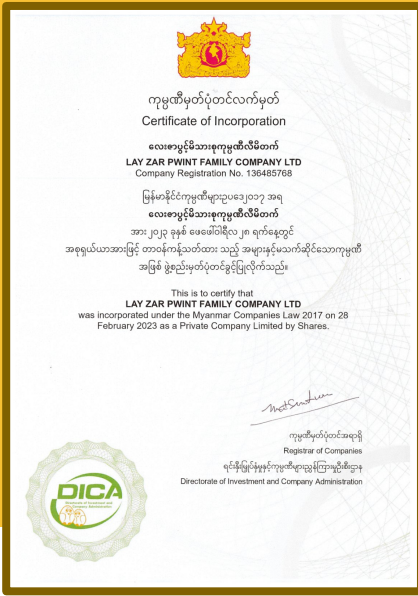 ကုမ္ပဏီမှတ်ပုံတင်လက်မှတ်
Certificate of Incorporation
လေးဇာပွင့်မိသားစုကုမ္ပဏီလီမိတက်
LAY ZAR PWINT FAMILY COMPANY LTD
Company Registration No. 136485768
မြန်မာနိုင်ငံကုမ္ပဏီများဥပဒေ၂၀၁၇ အရ
လေးဇာပွင့်မိသားစုကုမ္ပဏီလီမိတက်
အား၂၀၂၃ ခုနှစ် ဖေဖော်ဝါရီလ၂၈ ရက်နေ့တွင်
အစုရှယ်ယာအားဖြင့် တာဝန်ကန့်သတ်ထား သည့် အများနှင့်မသက်ဆိုင်သောကုမ္ပဏီ
အဖြစ် ဖွဲ့စည်းမှတ်ပုံတင်ခွင့်ပြုလိုက်သည်။
This is to certify that
LAY ZAR PWINT FAMILY COMPANY LTD
was incorporated under the Myanmar Companies Law 2017 on 28
February 2023 as a Private Company Limited by Shares.
ကုမ္ပဏီမှတ်ပုံတင်အရာရှိ
Registrar of Companies
ရင်းနှီးမြှုပ်နှံမှုနှင့်ကုမ္ပဏီများညွှန်ကြားမှုဦးစီးဌာန
Directorate of Investment and Company Administration
DICA
Directorate of Investment and
Company Administration